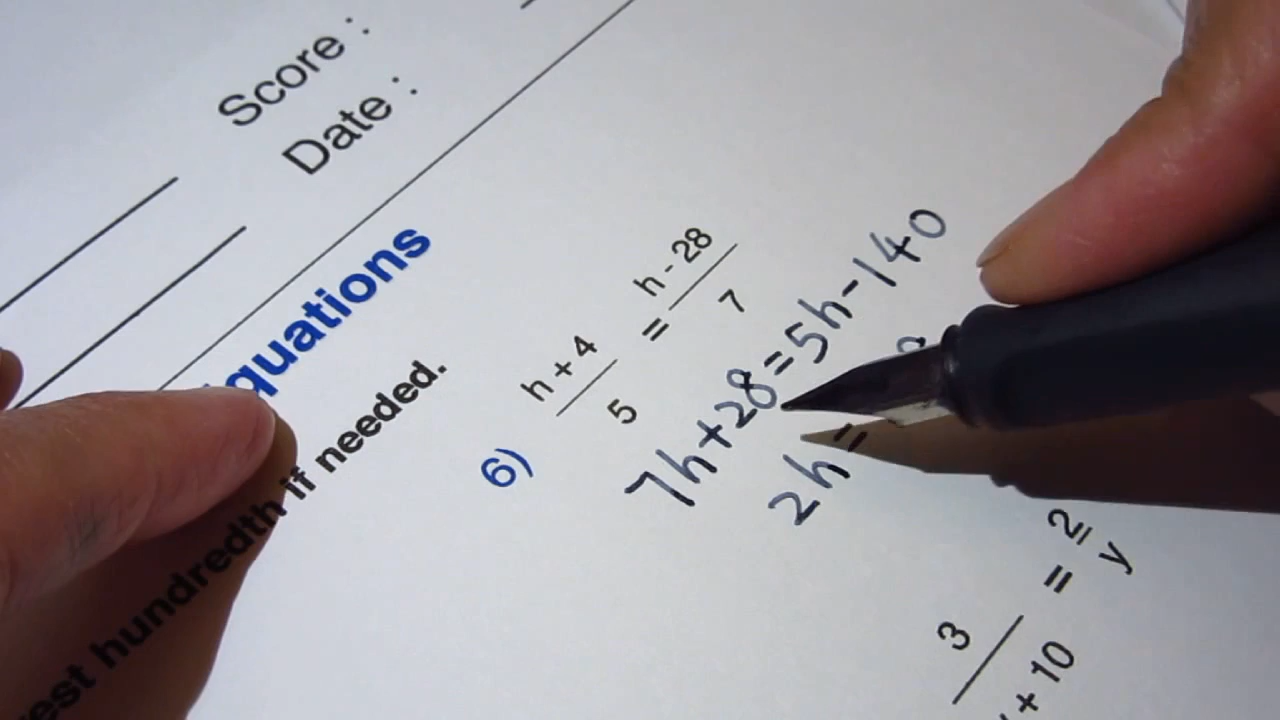 Score :
Date :
quations
est hundredth if needed.
6) h + 4 / 5 = h - 28 / 7
7h+28=5h-140
2h=
3 / + 10 = 2 / y